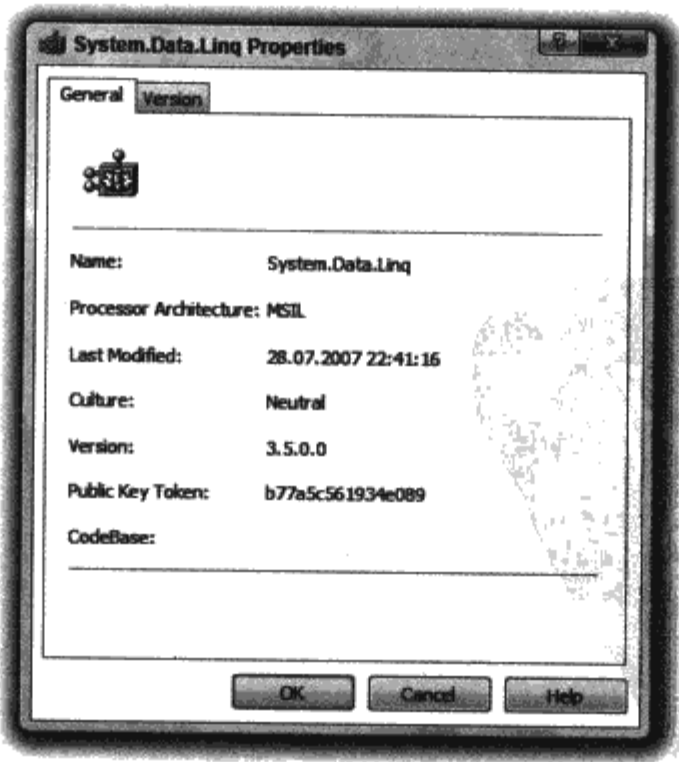 System.Data.Linq Properties
General Version
Name: System.Data.Linq
Processor Architecture: MSIL
Last Modified: 28.07.2007 22:41:16
Culture: Neutral
Version: 3.5.0.0
Public Key Token: b77a5c561934e089
CodeBase:
OK Cancel Help